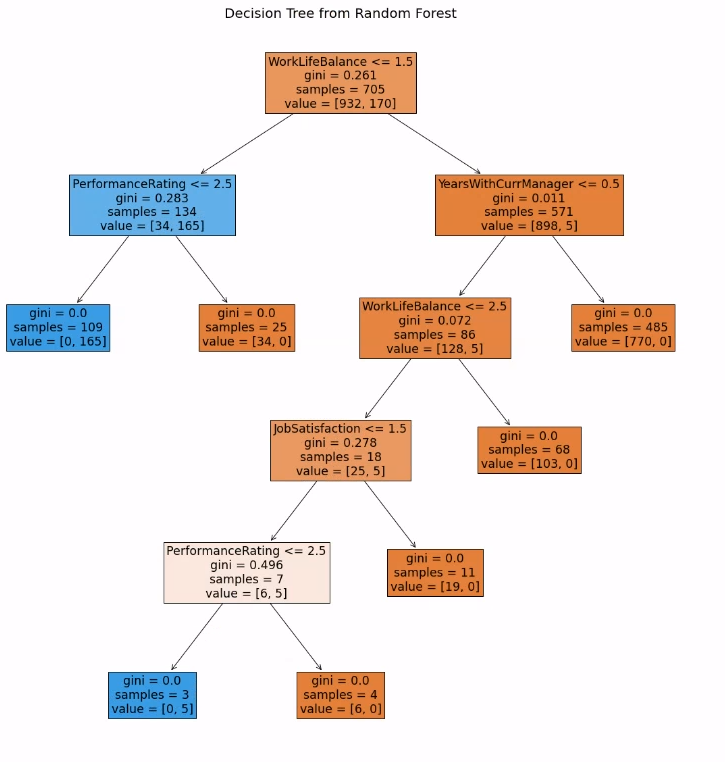 Decision Tree from Random Forest
WorkLifeBalance <= 1.5
gini = 0.261
samples = 705
value = [932, 170]
PerformanceRating <= 2.5
gini = 0.283
samples = 134
value = [34, 165]
YearsWithCurrManager <= 0.5
gini = 0.011
samples = 571
value = [898, 5]
gini = 0.0
samples = 109
value = [0, 165]
gini = 0.0
samples = 25
value = [34, 0]
WorkLifeBalance <= 2.5
gini = 0.072
samples = 86
value = [128, 5]
gini = 0.0
samples = 485
value = [770, 0]
JobSatisfaction <= 1.5
gini = 0.278
samples = 18
value = [25, 5]
gini = 0.0
samples = 68
value = [103, 0]
PerformanceRating <= 2.5
gini = 0.496
samples = 7
value = [6, 5]
gini = 0.0
samples = 11
value = [19, 0]
gini = 0.0
samples = 3
value = [0, 5]
gini = 0.0
samples = 4
value = [6, 0]